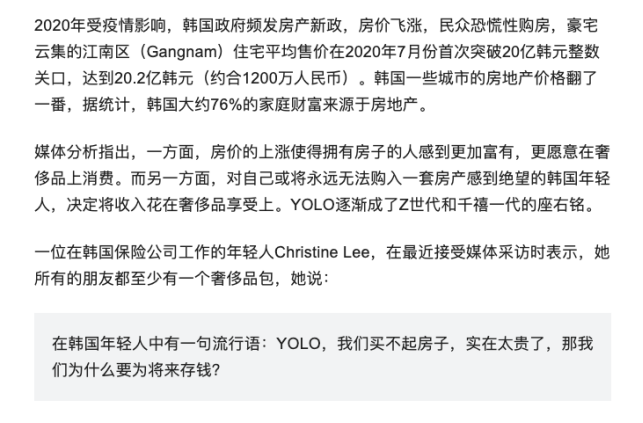 2020年受疫情影响，韩国政府频发房产新政，房价飞涨，民众恐慌性购房，豪宅
云集的江南区（Gangnam）住宅平均售价在2020年7月份首次突破20亿韩元整数
关口，达到20.2亿韩元（约合1200万人民币）。韩国一些城市的房地产价格翻了
一番，据统计，韩国大约76%的家庭财富来源于房地产。
媒体分析指出，一方面，房价的上涨使得拥有房子的人感到更加富有，更愿意在奢
侈品上消费。而另一方面，对自己或将永远无法购入一套房产感到绝望的韩国年轻
人，决定将收入花在奢侈品享受上。YOLO逐渐成了Z世代和千禧一代的座右铭。
一位在韩国保险公司工作的年轻人Christine Lee，在最近接受媒体采访时表示，她
所有的朋友都至少有一个奢侈品包，她说：
在韩国年轻人中有一句流行语：YOLO，我们买不起房子，实在太贵了，那我
们为什么要为将来存钱？